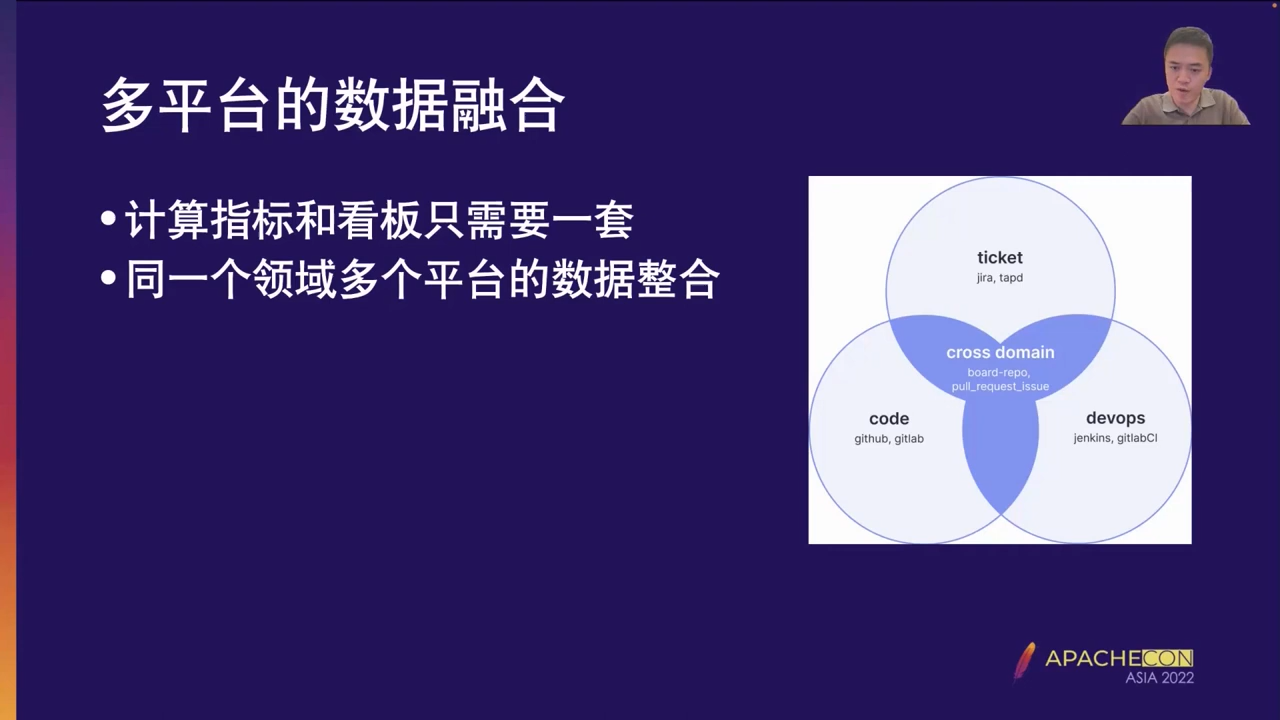 多平台的数据融合
• 计算指标和看板只需要一套
• 同一个领域多个平台的数据整合
ticket
jira, tapd
cross domain
board-repo,
pull_request_issue
code
github, gitlab
devops
jenkins, gitlabCI
APACHECON
ASIA 2022